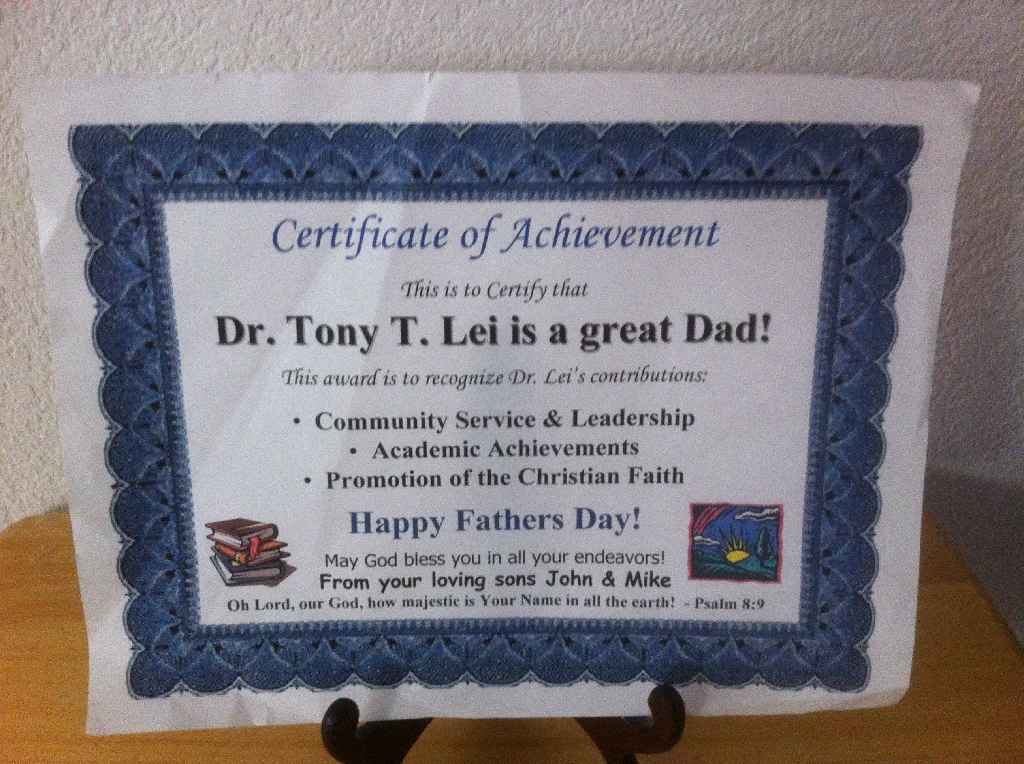 Certificate of Achievement
This is to Certify that
Dr. Tony T. Lei is a great Dad!
This award is to recognize Dr. Lei's contributions:
• Community Service & Leadership
• Academic Achievements
• Promotion of the Christian Faith
Happy Fathers Day!
May God bless you in all your endeavors!
From your loving sons John & Mike
Oh Lord, our God, how majestic is Your Name in all the earth! - Psalm 8:9